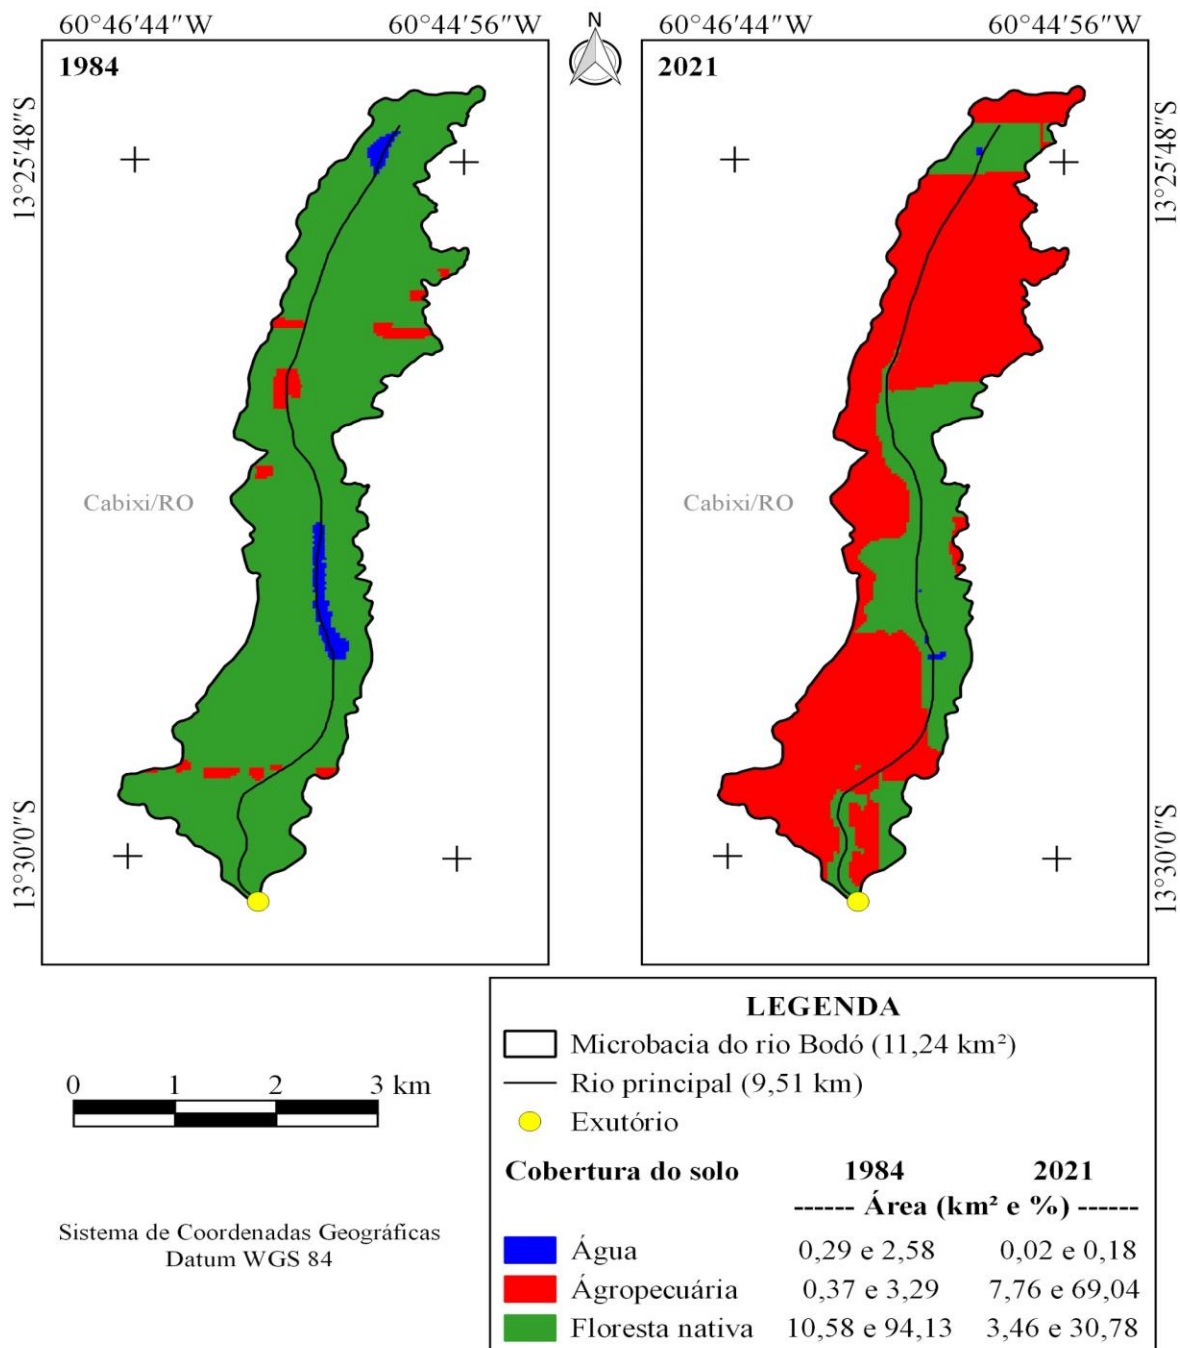 60°46'44"W 60°44'56"W N 60°46'44"W 60°44'56"W
1984 2021
13°25'48"S 13°25'48"S
Cabixi/RO Cabixi/RO
13°30'0"S 13°30'0"S
LEGENDA
Microbacia do rio Bodó (11,24 km²)
Rio principal (9,51 km)
Exutório
0 1 2 3 km
Cobertura do solo 1984 2021
------ Área (km² e %) ------
Água 0,29 e 2,58 0,02 e 0,18
Ágropecuária 0,37 e 3,29 7,76 e 69,04
Floresta nativa 10,58 e 94,13 3,46 e 30,78
Sistema de Coordenadas Geográficas
Datum WGS 84